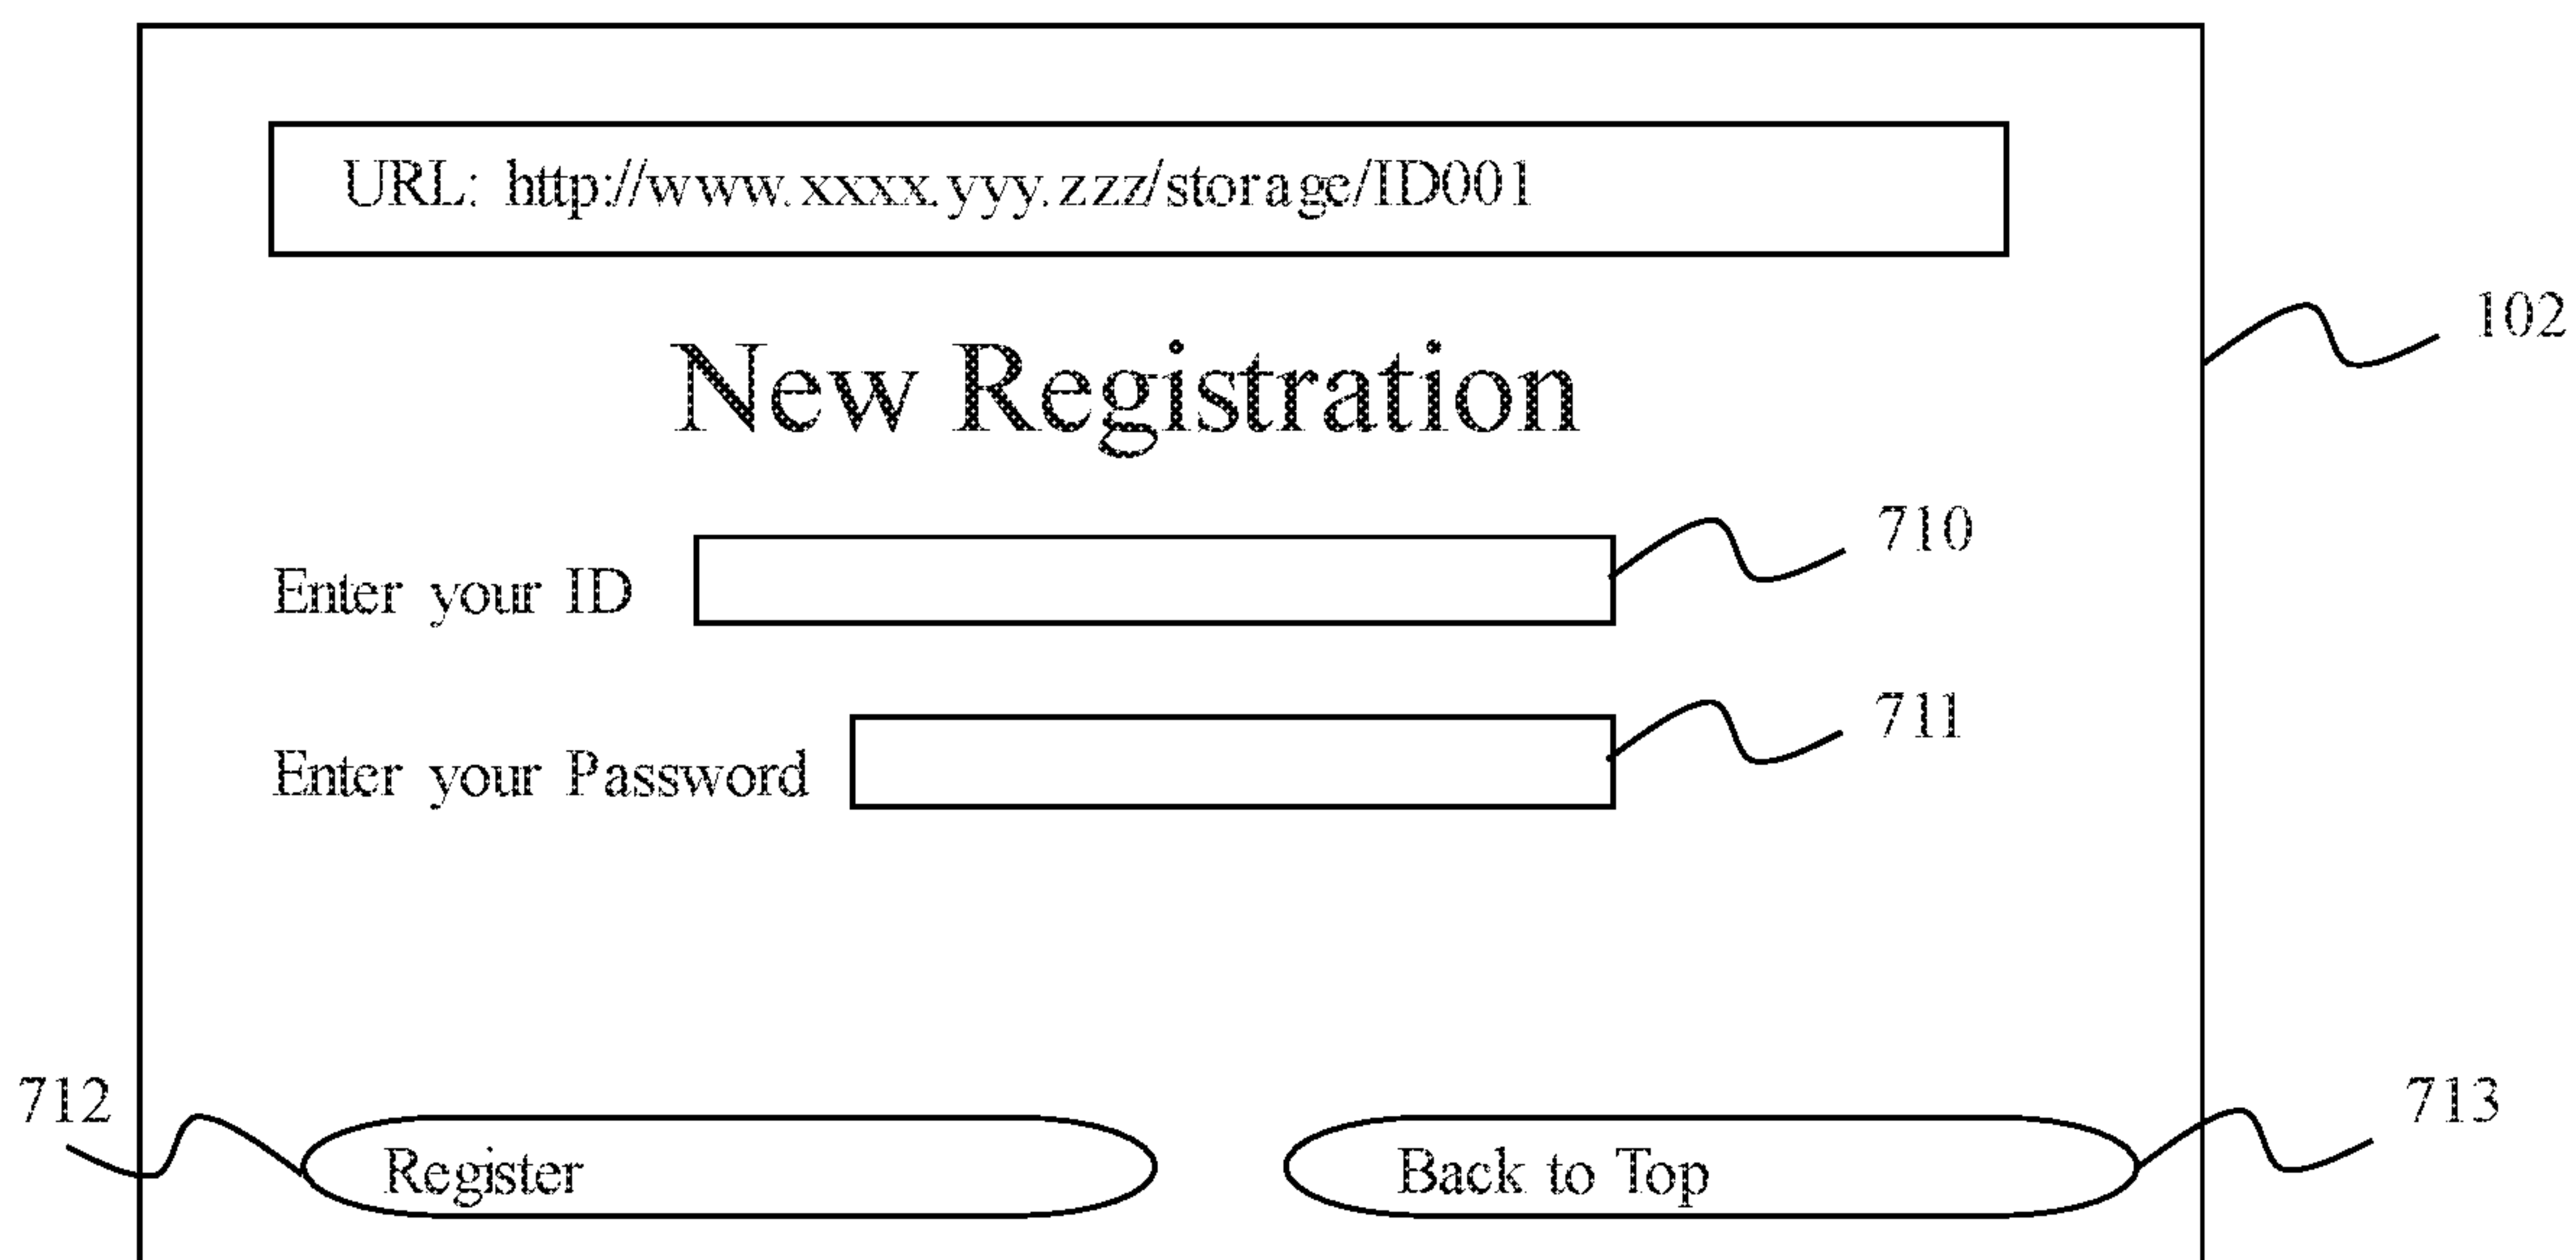 URL: http://www.xxxx.yyy.zzz/storage/ID001
102
New Registration
710
Enter your ID
711
Enter your Password
712
713
Register
Back to Top